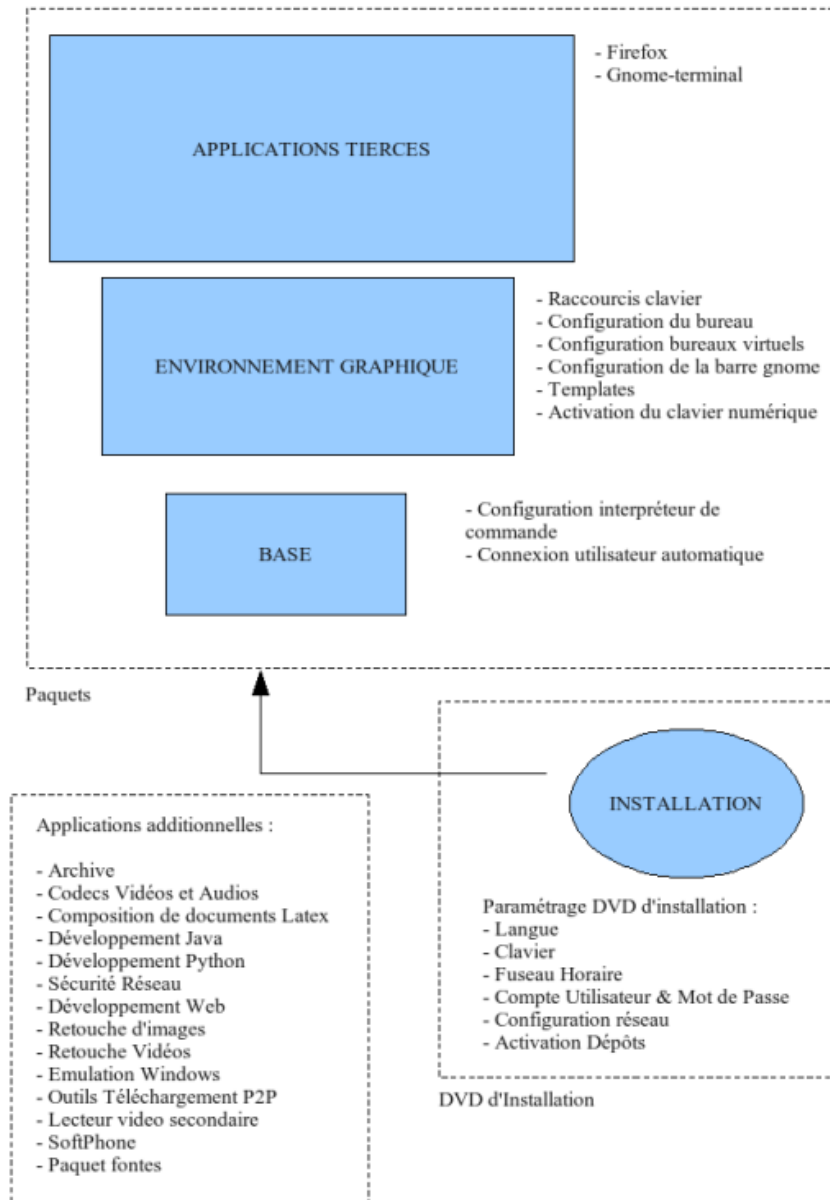 - Firefox
- Gnome-terminal
APPLICATIONS TIERCES
- Raccourcis clavier
- Configuration du bureau
- Configuration bureaux virtuels
- Configuration de la barre gnome
- Templates
- Activation du clavier numérique
ENVIRONNEMENT GRAPHIQUE
- Configuration interpréteur de
commande
- Connexion utilisateur automatique
BASE
Paquets
INSTALLATION
Paramétrage DVD d'installation :
- Langue
- Clavier
- Fuseau Horaire
- Compte Utilisateur & Mot de Passe
- Configuration réseau
- Activation Dépôts
DVD d'Installation
Applications additionnelles :
- Archive
- Codecs Vidéos et Audios
- Composition de documents Latex
- Développement Java
- Développement Python
- Sécurité Réseau
- Développement Web
- Retouche d'images
- Retouche Vidéos
- Emulation Windows
- Outils Téléchargement P2P
- Lecteur video secondaire
- SoftPhone
- Paquet fontes